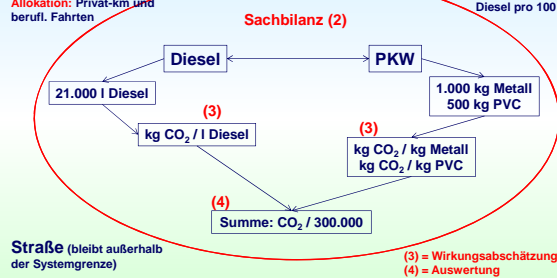 Allokation: Privat-km und
berufl. Fahrten
Diesel pro 100
Sachbilanz (2)
Diesel
PKW
21.000 l Diesel
1.000 kg Metall
500 kg PVC
(3)
kg CO₂ / l Diesel
(3)
kg CO₂ / kg Metall
kg CO₂ / kg PVC
(4)
Summe: CO₂ / 300.000
Straße (bleibt außerhalb
der Systemgrenze)
(3) = Wirkungsabschätzung
(4) = Auswertung